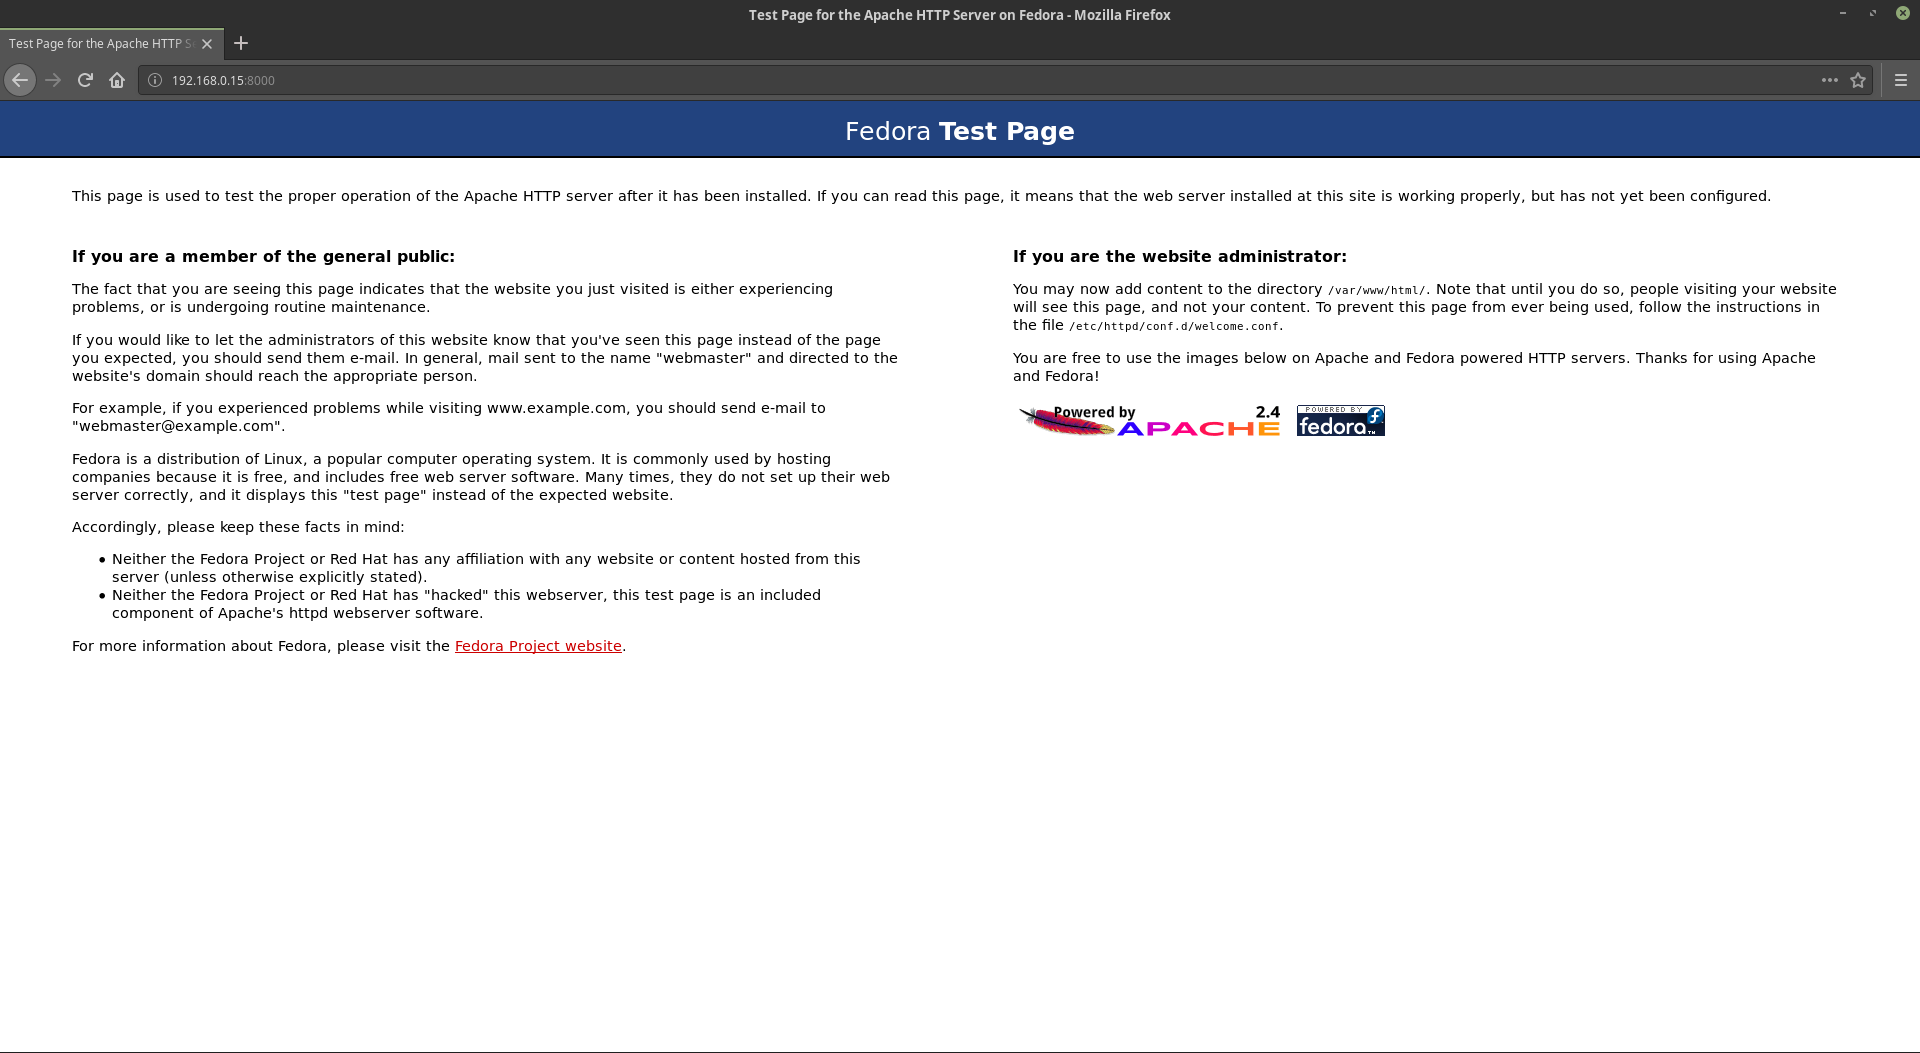 Test Page for the Apache HTTP Server on Fedora - Mozilla Firefox
Test Page for the Apache HTTP S
192.168.0.15:8000
Fedora Test Page
This page is used to test the proper operation of the Apache HTTP server after it has been installed. If you can read this page, it means that the web server installed at this site is working properly, but has not yet been configured.
If you are a member of the general public:
The fact that you are seeing this page indicates that the website you just visited is either experiencing
problems, or is undergoing routine maintenance.
If you would like to let the administrators of this website know that you've seen this page instead of the page
you expected, you should send them e-mail. In general, mail sent to the name "webmaster" and directed to the
website's domain should reach the appropriate person.
For example, if you experienced problems while visiting www.example.com, you should send e-mail to
"webmaster@example.com".
Fedora is a distribution of Linux, a popular computer operating system. It is commonly used by hosting
companies because it is free, and includes free web server software. Many times, they do not set up their web
server correctly, and it displays this "test page" instead of the expected website.
Accordingly, please keep these facts in mind:
• Neither the Fedora Project or Red Hat has any affiliation with any website or content hosted from this
server (unless otherwise explicitly stated).
• Neither the Fedora Project or Red Hat has "hacked" this webserver, this test page is an included
component of Apache's httpd webserver software.
For more information about Fedora, please visit the Fedora Project website.
If you are the website administrator:
You may now add content to the directory /var/www/html/. Note that until you do so, people visiting your website
will see this page, and not your content. To prevent this page from ever being used, follow the instructions in
the file /etc/httpd/conf.d/welcome.conf.
You are free to use the images below on Apache and Fedora powered HTTP servers. Thanks for using Apache
and Fedora!
Powered by 2.4
APACHE
POWERED BY
fedora™